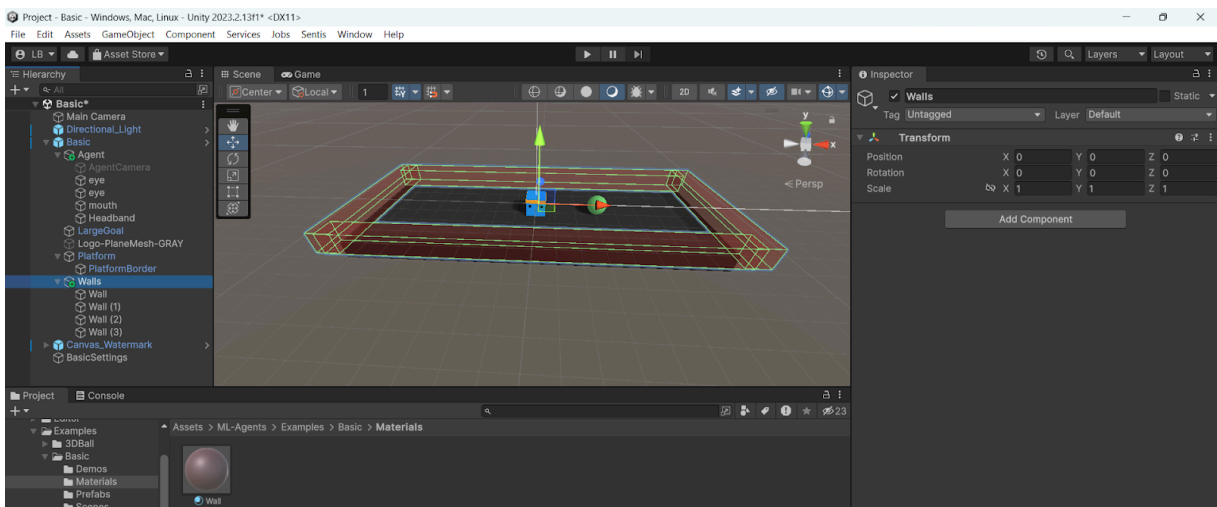 Project - Basic - Windows, Mac, Linux - Unity 2023.2.13f1* <DX11>
File Edit Assets GameObject Component Services Jobs Sentis Window Help
LB Asset Store Layers Layout
Hierarchy Scene Game Inspector
All Center Local 1 2D Walls Static
Basic* Tag Untagged Layer Default
Main Camera
Directional_Light Transform
Basic Position X 0 Y 0 Z 0
Agent Rotation X 0 Y 0 Z 0
AgentCamera Scale X 1 Y 1 Z 1
eye
eye
mouth
Headband Add Component
LargeGoal
Logo-PlaneMesh-GRAY
Platform
PlatformBorder
Walls
Wall
Wall (1)
Wall (2)
Wall (3)
Canvas_Watermark
BasicSettings
y
x
< Persp
Project Console
23
Examples Assets > ML-Agents > Examples > Basic > Materials
3DBall
Basic
Demos
Materials
Prefabs
Wall